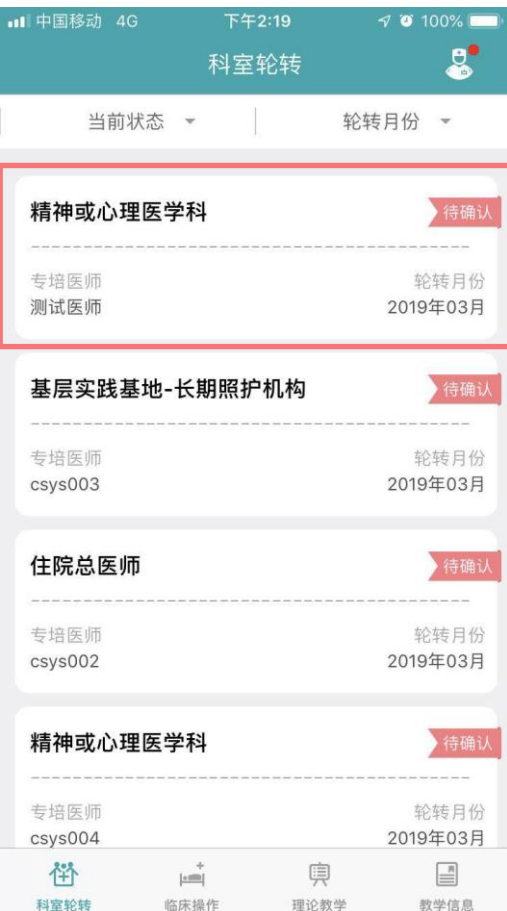 中国移动 4G 下午2:19 100%
科室轮转
当前状态 轮转月份
精神或心理医学科 待确认
专培医师 轮转月份
测试医师 2019年03月
基层实践基地-长期照护机构 待确认
专培医师 轮转月份
csys003 2019年03月
住院总医师 待确认
专培医师 轮转月份
csys002 2019年03月
精神或心理医学科 待确认
专培医师 轮转月份
csys004 2019年03月
科室轮转 临床操作 理论教学 教学信息